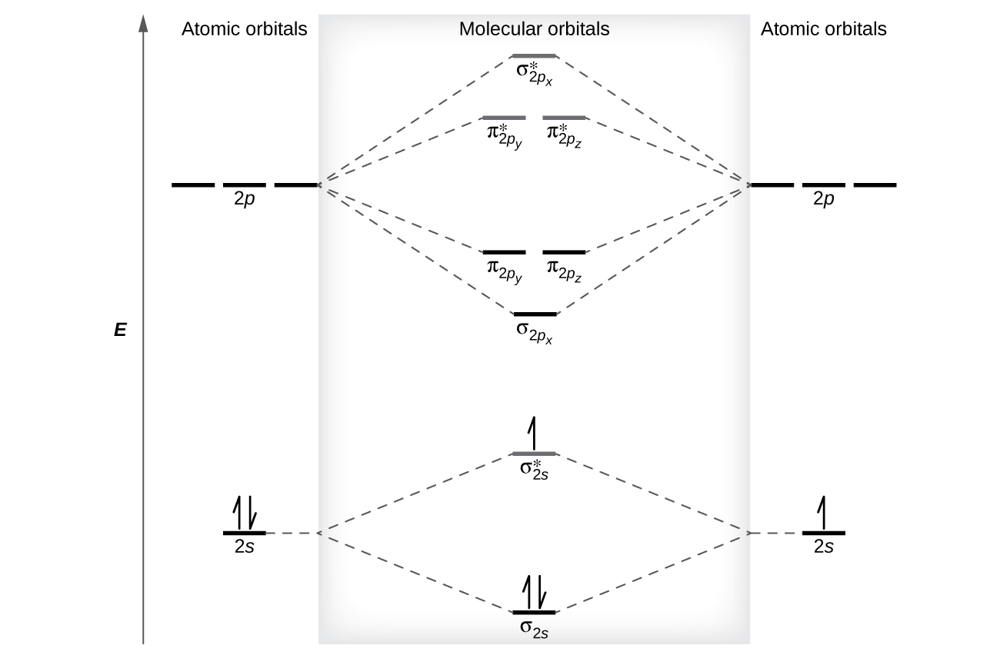 Atomic orbitals Molecular orbitals Atomic orbitals
σ*2px
π*2py π*2pz
2p 2p
π2py π2pz
E
σ2px
σ*2s
2s 2s
σ2s